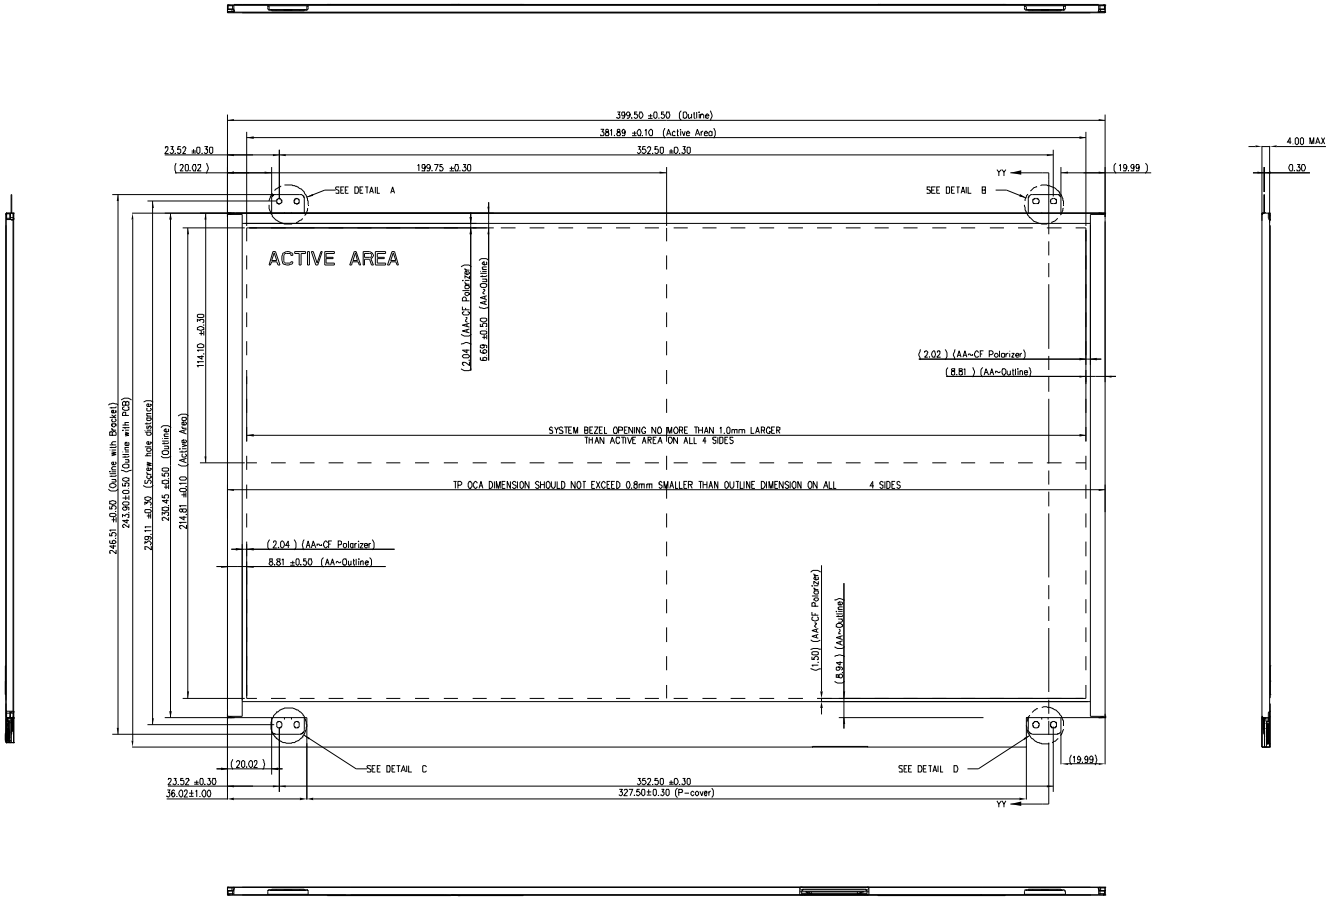 399.50 ±0.50 (Outline)
381.89 ±0.10 (Active Area)
4.00 MAX
23.52 ±0.30
352.50 ±0.30
(20.02)
199.75 ±0.30
YY
(19.99)
0.30
SEE DETAIL A
SEE DETAIL B
ACTIVE AREA
(2.04) (AA~CF Polarizer)
6.69 ±0.50 (AA~Outline)
114.10 ±0.30
(2.02) (AA~CF Polarizer)
(8.81) (AA~Outline)
246.51 ±0.50 (Outline with Bracket)
243.90±0.50 (Outline with PCB)
239.11 ±0.30 (Screw hole distance)
230.45 ±0.50 (Outline)
214.81 ±0.10 (Active Area)
SYSTEM BEZEL OPENING NO MORE THAN 1.0mm LARGER
THAN ACTIVE AREA ON ALL 4 SIDES
TP OCA DIMENSION SHOULD NOT EXCEED 0.8mm SMALLER THAN OUTLINE DIMENSION ON ALL 4 SIDES
(2.04) (AA~CF Polarizer)
8.81 ±0.50 (AA~Outline)
(1.50) (AA~CF Polarizer)
(8.94) (AA~Outline)
(20.02)
SEE DETAIL C
SEE DETAIL D
(19.99)
23.52 ±0.30
352.50 ±0.30
36.02±1.00
327.50±0.30 (P-cover)
YY